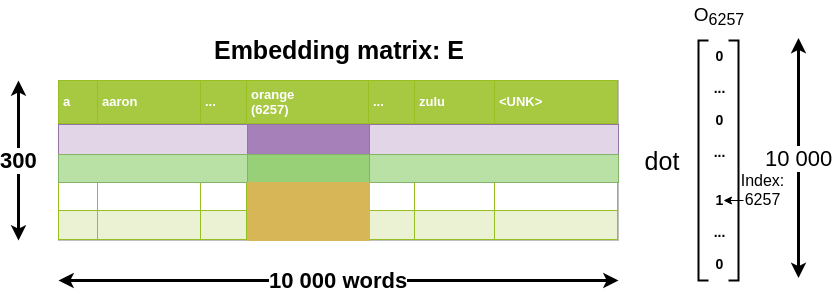 O6257
Embedding matrix: E
a aaron ... orange ... zulu <UNK>
(6257)
300
dot
0
...
0
...
1
...
0
10 000
Index:
6257
10 000 words